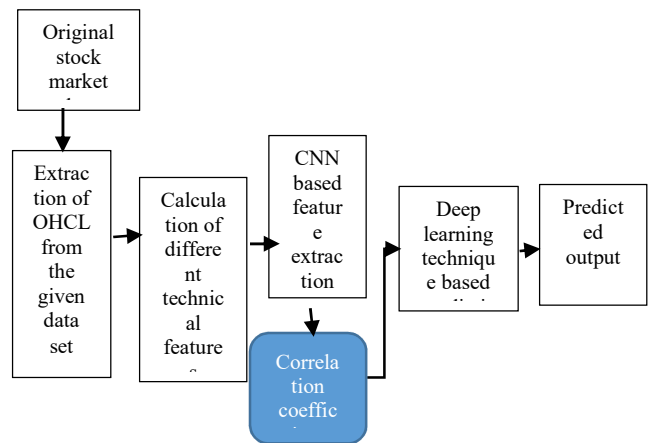 Original
stock
market
Extrac
tion of
OHCL
from
the
given
data
set
Calcula
tion of
differe
nt
technic
al
feature
CNN
based
featur
e
extrac
tion
Correla
tion
coeffic
Deep
learning
techniqu
e based
Predict
ed
output